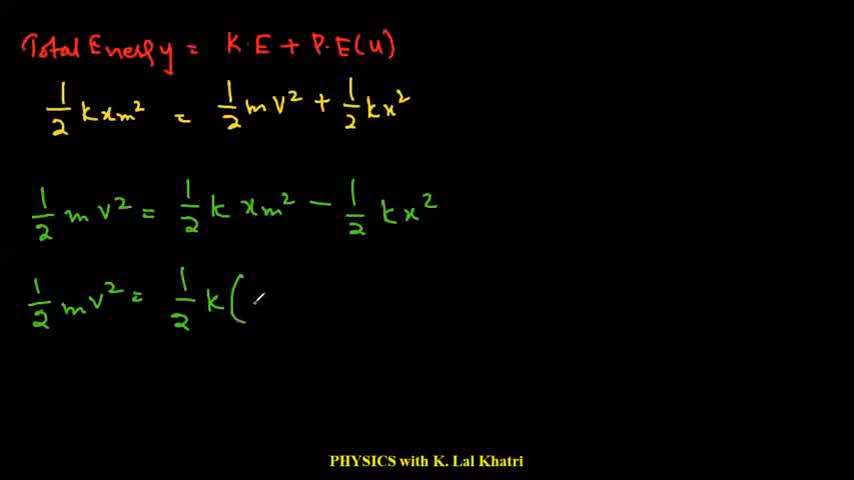 Total Energy = K.E + P.E(U)
1/2 kxm² = 1/2 mv² + 1/2 kx²
1/2 mv² = 1/2 k xm² - 1/2 kx²
1/2 mv² = 1/2 k(
PHYSICS with K. Lal Khatri